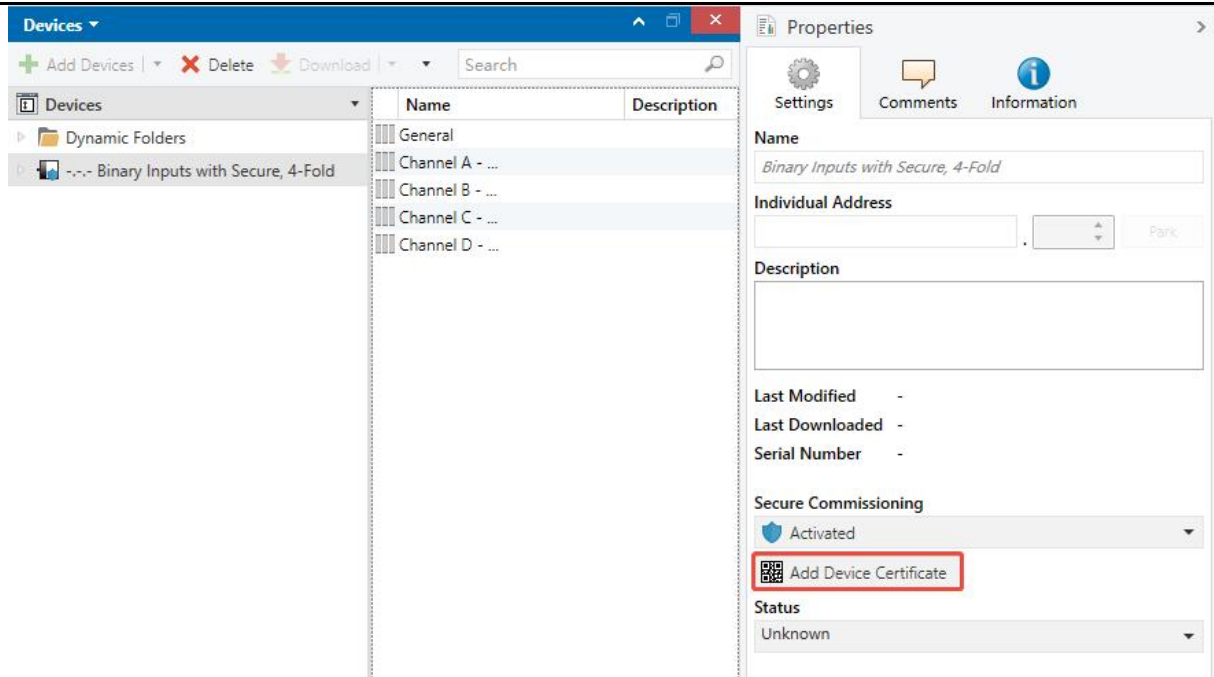 Devices
Add Devices Delete Download Search
Devices
Dynamic Folders
-.-.- Binary Inputs with Secure, 4-Fold
Name Description
General
Channel A - ...
Channel B - ...
Channel C - ...
Channel D - ...
Properties
Settings Comments Information
Name
Binary Inputs with Secure, 4-Fold
Individual Address
. Park
Description
Last Modified -
Last Downloaded -
Serial Number -
Secure Commissioning
Activated
Add Device Certificate
Status
Unknown